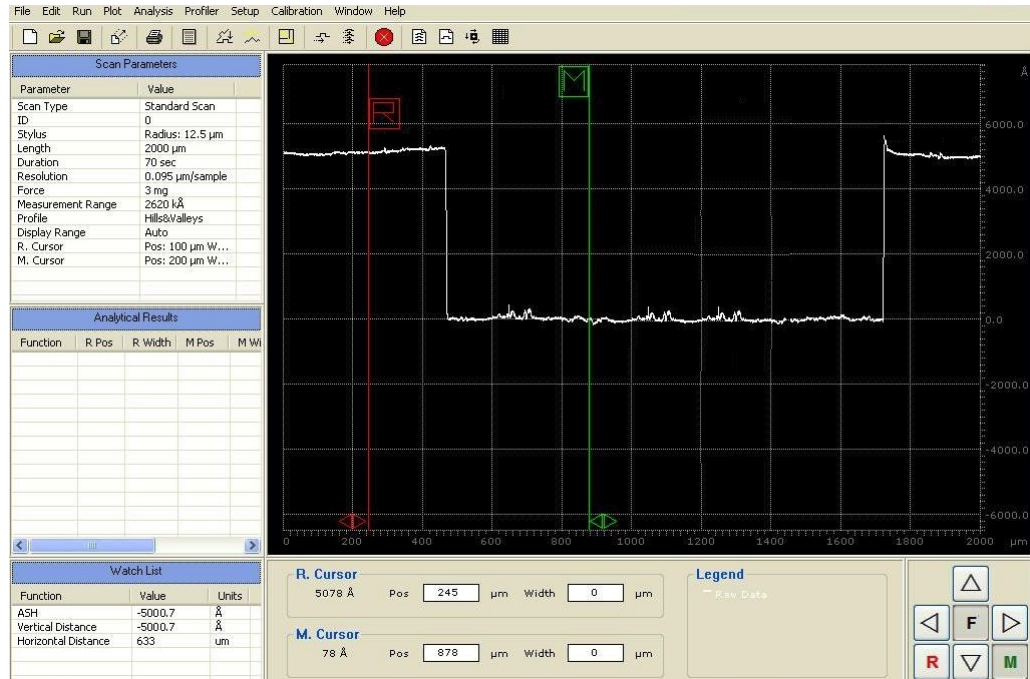 File Edit Run Plot Analysis Profiler Setup Calibration Window Help
Scan Parameters
Parameter Value
Scan Type Standard Scan
ID 0
Stylus Radius: 12.5 µm
Length 2000 µm
Duration 70 sec
Resolution 0.095 µm/sample
Force 3 mg
Measurement Range 2620 kÅ
Profile Hills&Valleys
Display Range Auto
R. Cursor Pos: 100 µm W...
M. Cursor Pos: 200 µm W...
Analytical Results
Function R Pos R Width M Pos M Wi
Watch List
Function Value Units
ASH -5000.7 Å
Vertical Distance -5000.7 Å
Horizontal Distance 633 um
R
M
Å
6000.0
4000.0
2000.0
0.0
-2000.0
-4000.0
-6000.0
0 200 400 600 800 1000 1200 1400 1600 1800 2000 µm
R. Cursor
5078 Å Pos 245 µm Width 0 µm
M. Cursor
78 Å Pos 878 µm Width 0 µm
Legend
Raw Data
F
R M